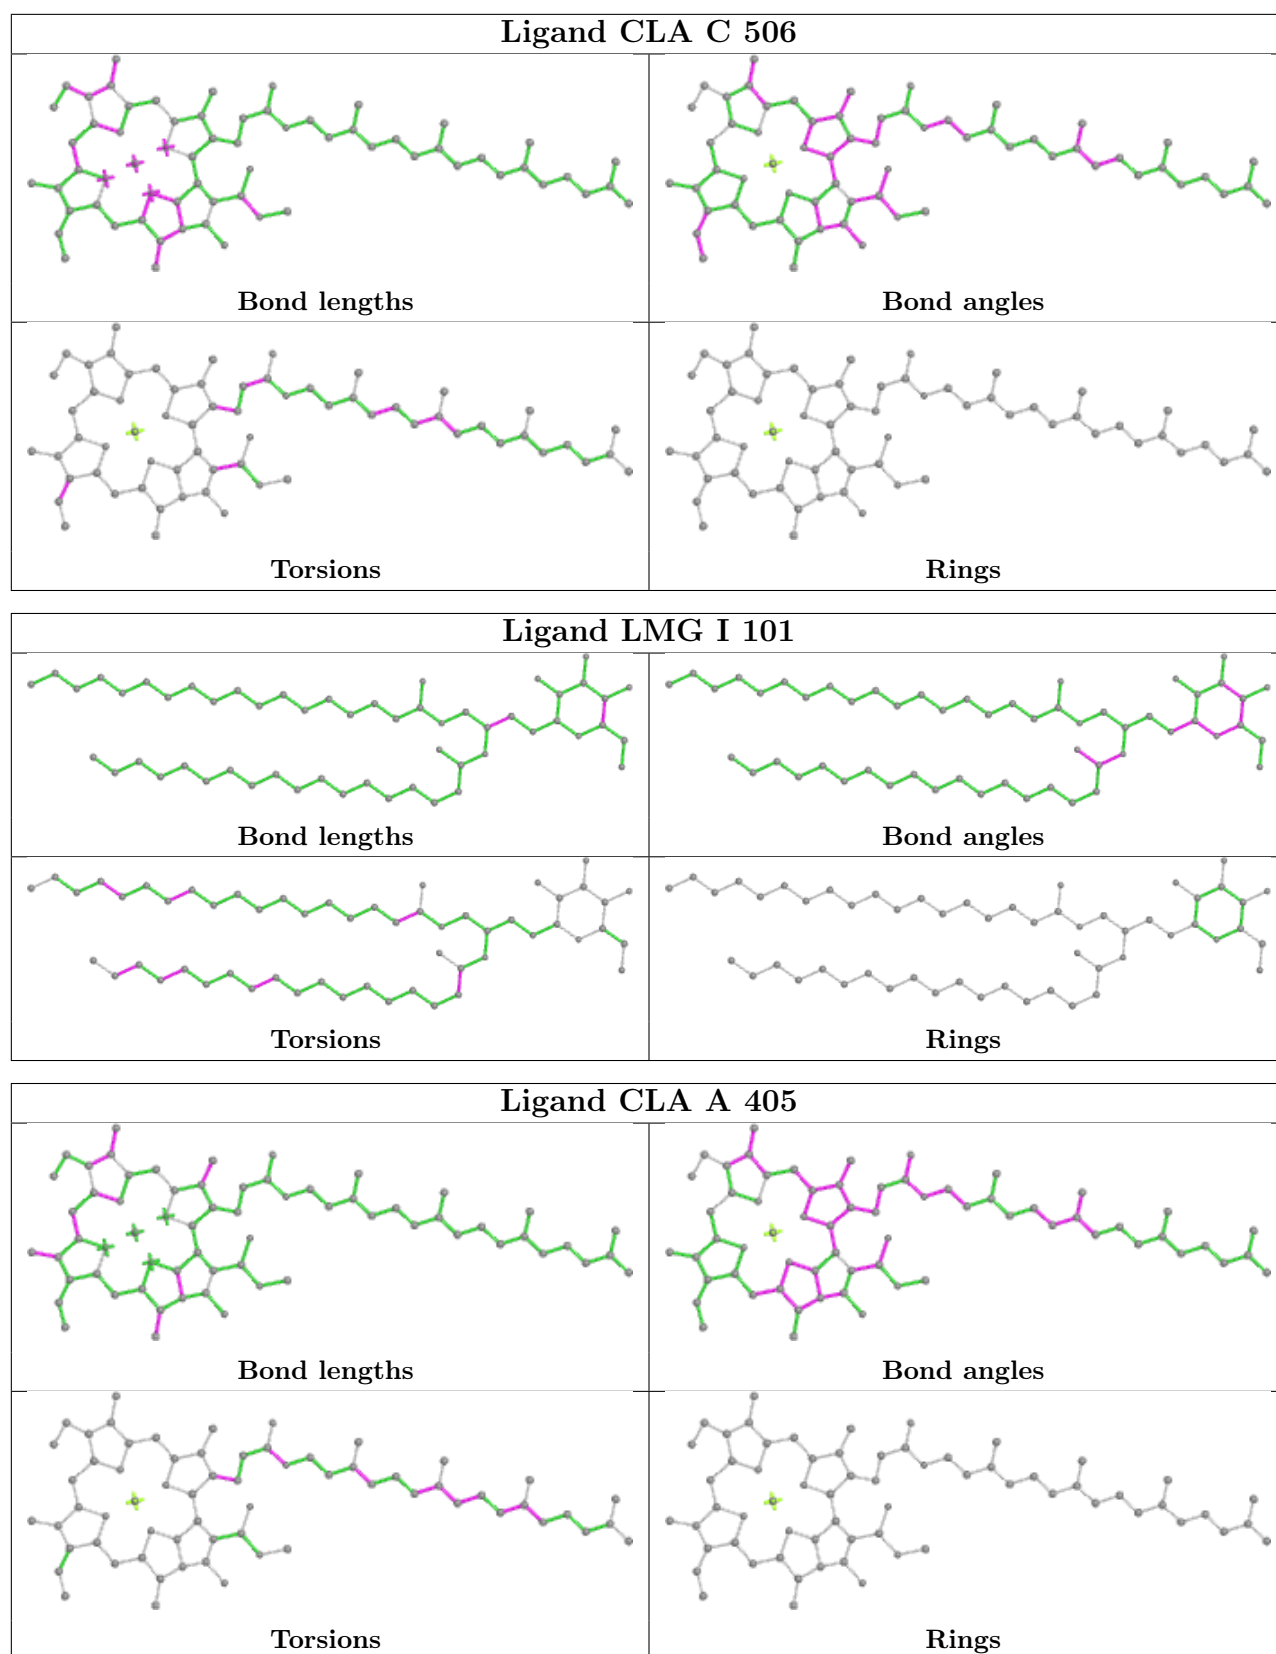 Ligand CLA C 506
Bond lengths
Bond angles
Torsions
Rings
Ligand LMG I 101
Bond lengths
Bond angles
Torsions
Rings
Ligand CLA A 405
Bond lengths
Bond angles
Torsions
Rings